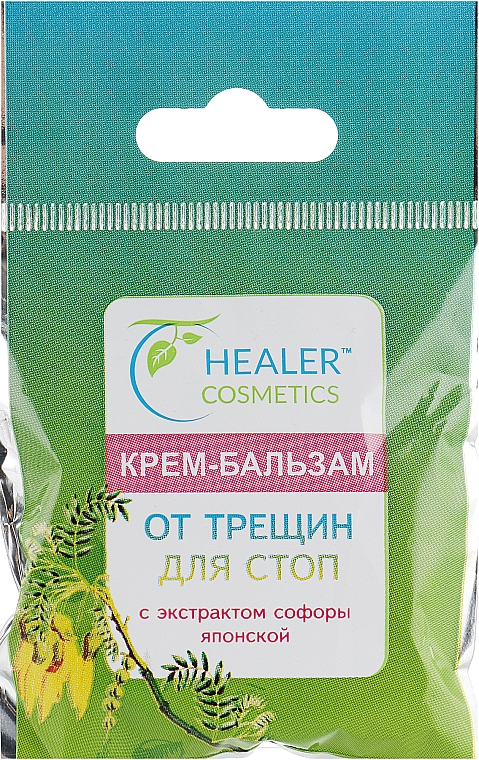 HEALER™
COSMETICS
КРЕМ-БАЛЬЗАМ
ОТ ТРЕЩИН
ДЛЯ СТОП
с экстрактом софоры
японской